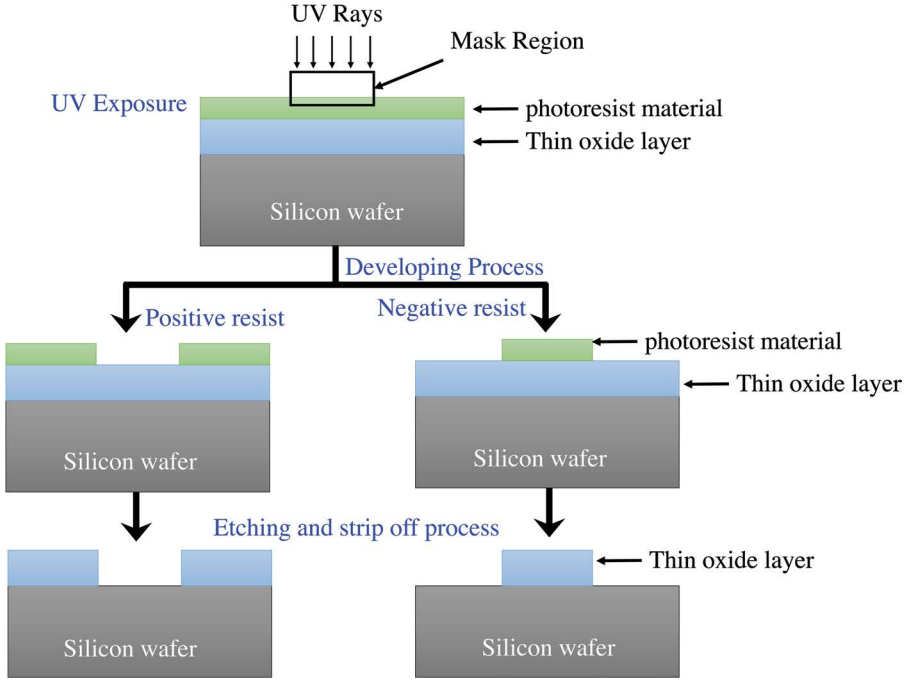 UV Rays
Mask Region
UV Exposure
photoresist material
Thin oxide layer
Silicon wafer
Developing Process
Positive resist
Negative resist
photoresist material
Thin oxide layer
Silicon wafer
Silicon wafer
Etching and strip off process
Thin oxide layer
Silicon wafer
Silicon wafer